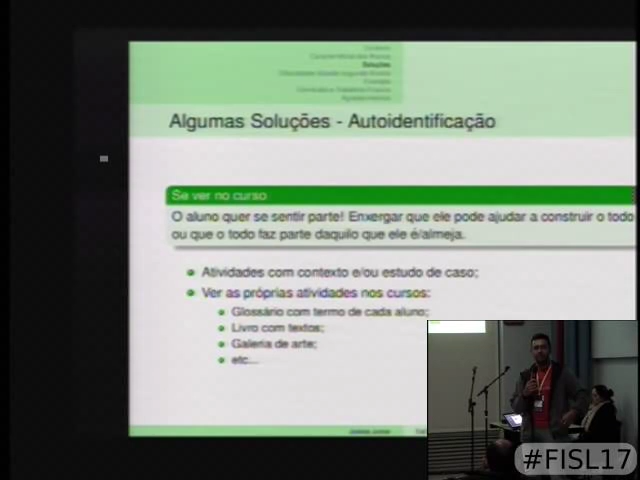 Soluções
Algumas Soluções - Autoidentificação
Se ver no curso
O aluno quer se sentir parte! Enxergar que ele pode ajudar a construir o todo
ou que o todo faz parte daquilo que ele é/almeja.
Atividades com contexto e/ou estudo de caso;
Ver as próprias atividades nos cursos:
Glossário com termo de cada aluno;
Livro com textos;
Galeria de arte;
etc...
#FISL17